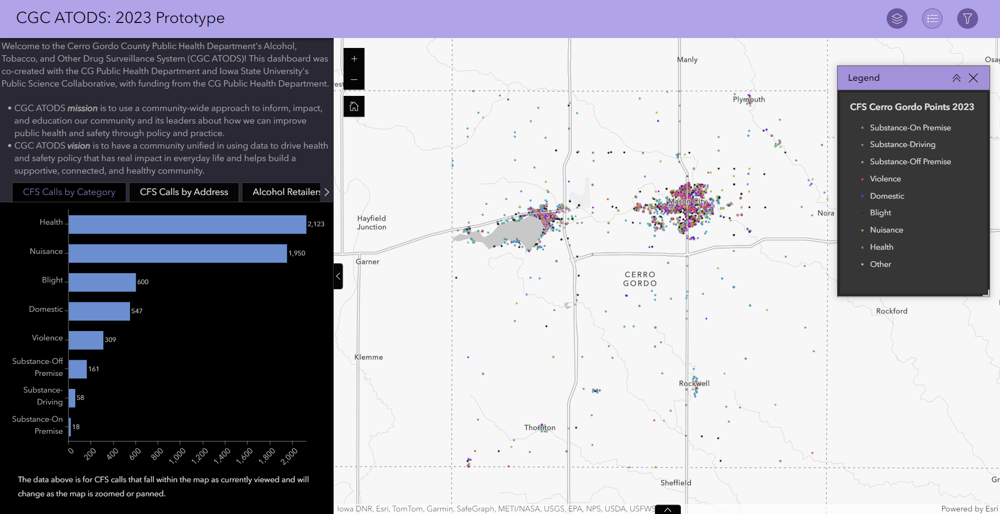 CGC ATODS: 2023 Prototype
Welcome to the Cerro Gordo County Public Health Department's Alcohol,
Tobacco, and Other Drug Surveillance System (CGC ATODS)! This dashboard was
co-created with the CG Public Health Department and Iowa State University's
Public Science Collaborative, with funding from the CG Public Health Department.
• CGC ATODS mission is to use a community-wide approach to inform, impact,
and education our community and its leaders about how we can improve
public health and safety through policy and practice.
• CGC ATODS vision is to have a community unified in using data to drive health
and safety policy that has real impact in everyday life and helps build a
supportive, connected, and healthy community.
CFS Calls by Category
CFS Calls by Address
Alcohol Retailers
Health 2,123
Nuisance 1,950
Blight 600
Domestic 547
Violence 309
Substance-Off
Premise 161
Substance-
Driving 58
Substance-On
Premise 18
0 200 400 600 800 1,000 1,200 1,400 1,600 1,800 2,000
The data above is for CFS calls that fall within the map as currently viewed and will
change as the map is zoomed or panned.
+
−
Manly
Osag
rest
Plymouth
Mason City
Nora
Hayfield
Junction
Garner
CERRO
GORDO
Rockford
Klemme
Rockwell
Thornton
Sheffield
Gr
Legend
CFS Cerro Gordo Points 2023
Substance-On Premise
Substance-Driving
Substance-Off Premise
Violence
Domestic
Blight
Nuisance
Health
Other
Iowa DNR, Esri, TomTom, Garmin, SafeGraph, METI/NASA, USGS, EPA, NPS, USDA, USFWS
Powered by Esri